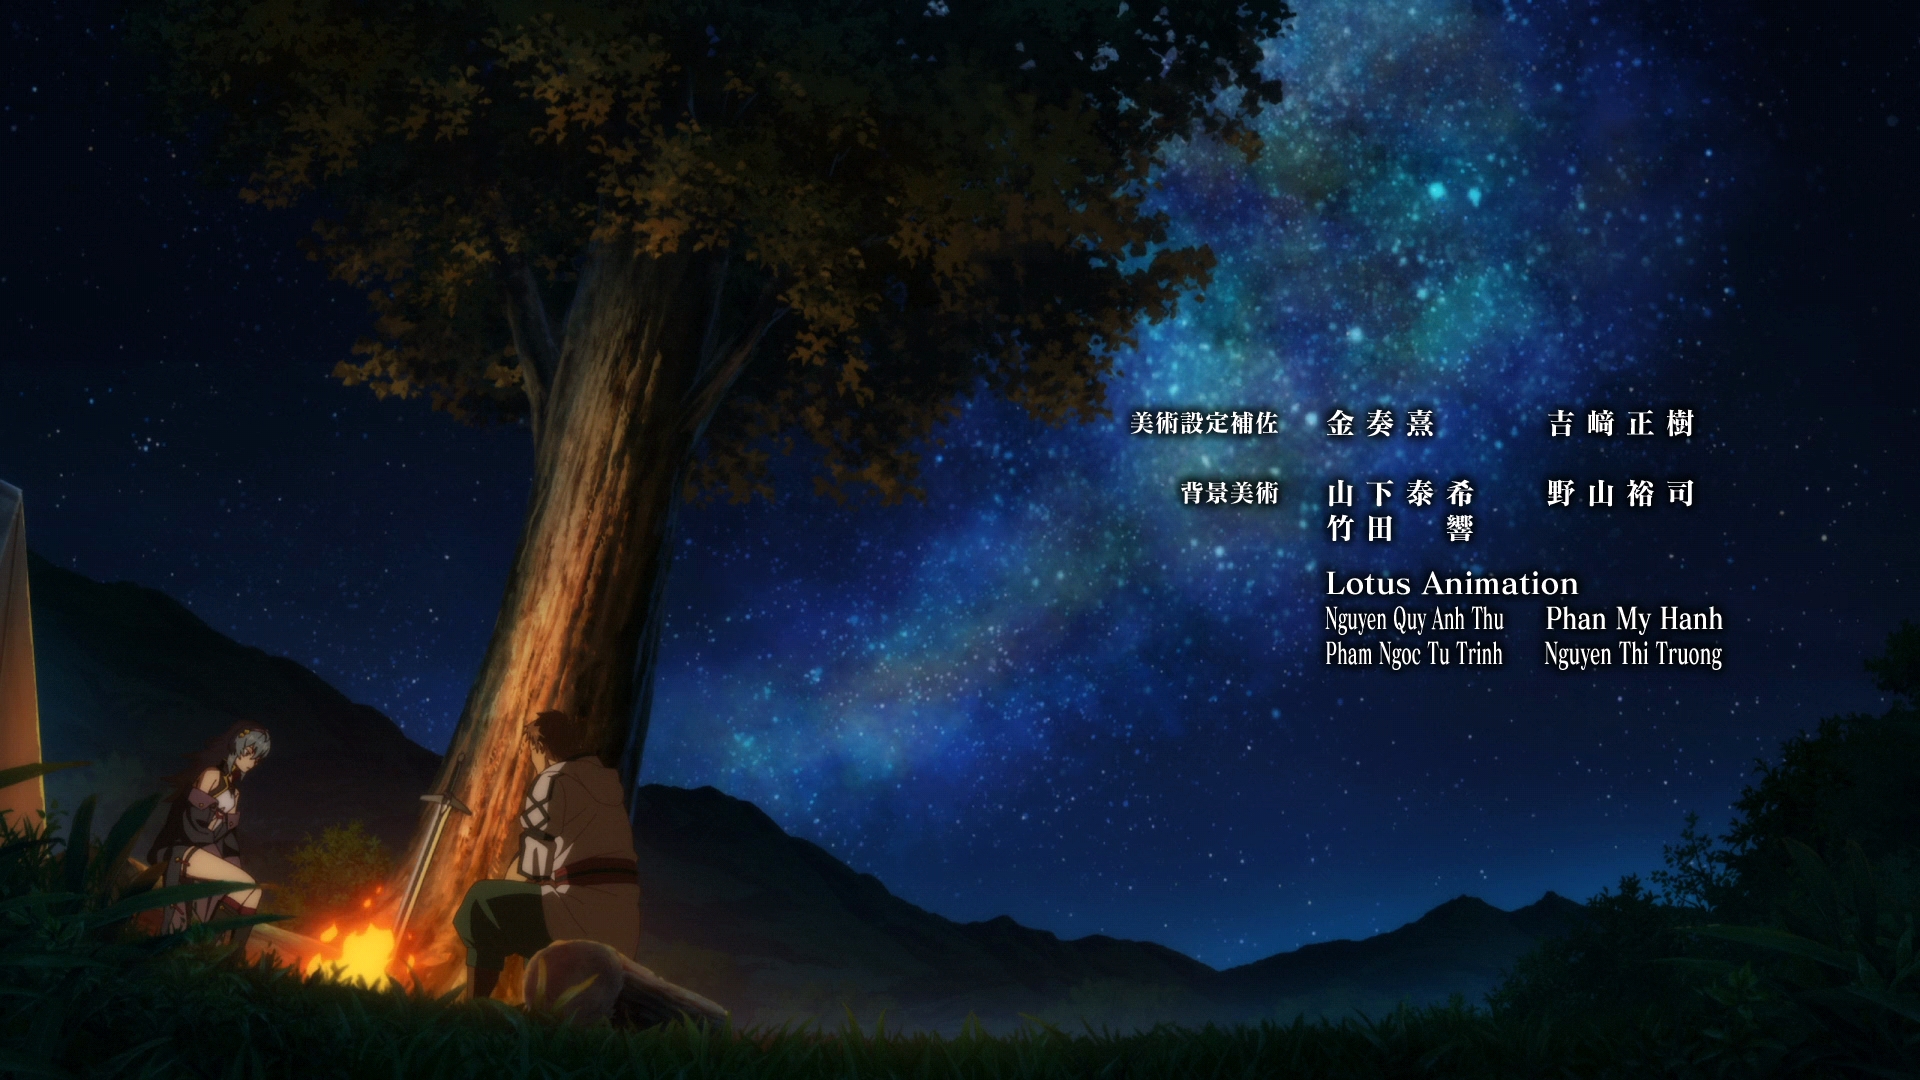 美術設定補佐 金奏熹 吉﨑正樹
背景美術 山下泰希 野山裕司
竹田 響
Lotus Animation
Nguyen Quy Anh Thu Phan My Hanh
Pham Ngoc Tu Trinh Nguyen Thi Truong